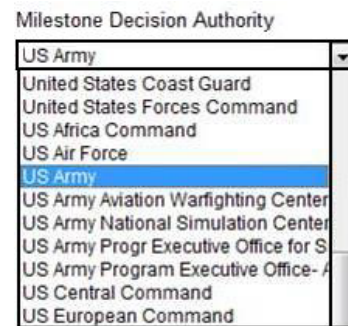 Milestone Decision Authority
US Army
United States Coast Guard
United States Forces Command
US Africa Command
US Air Force
US Army
US Army Aviation Warfighting Center
US Army National Simulation Center
US Army Progr Executive Office for S
US Army Program Executive Office- A
US Central Command
US European Command